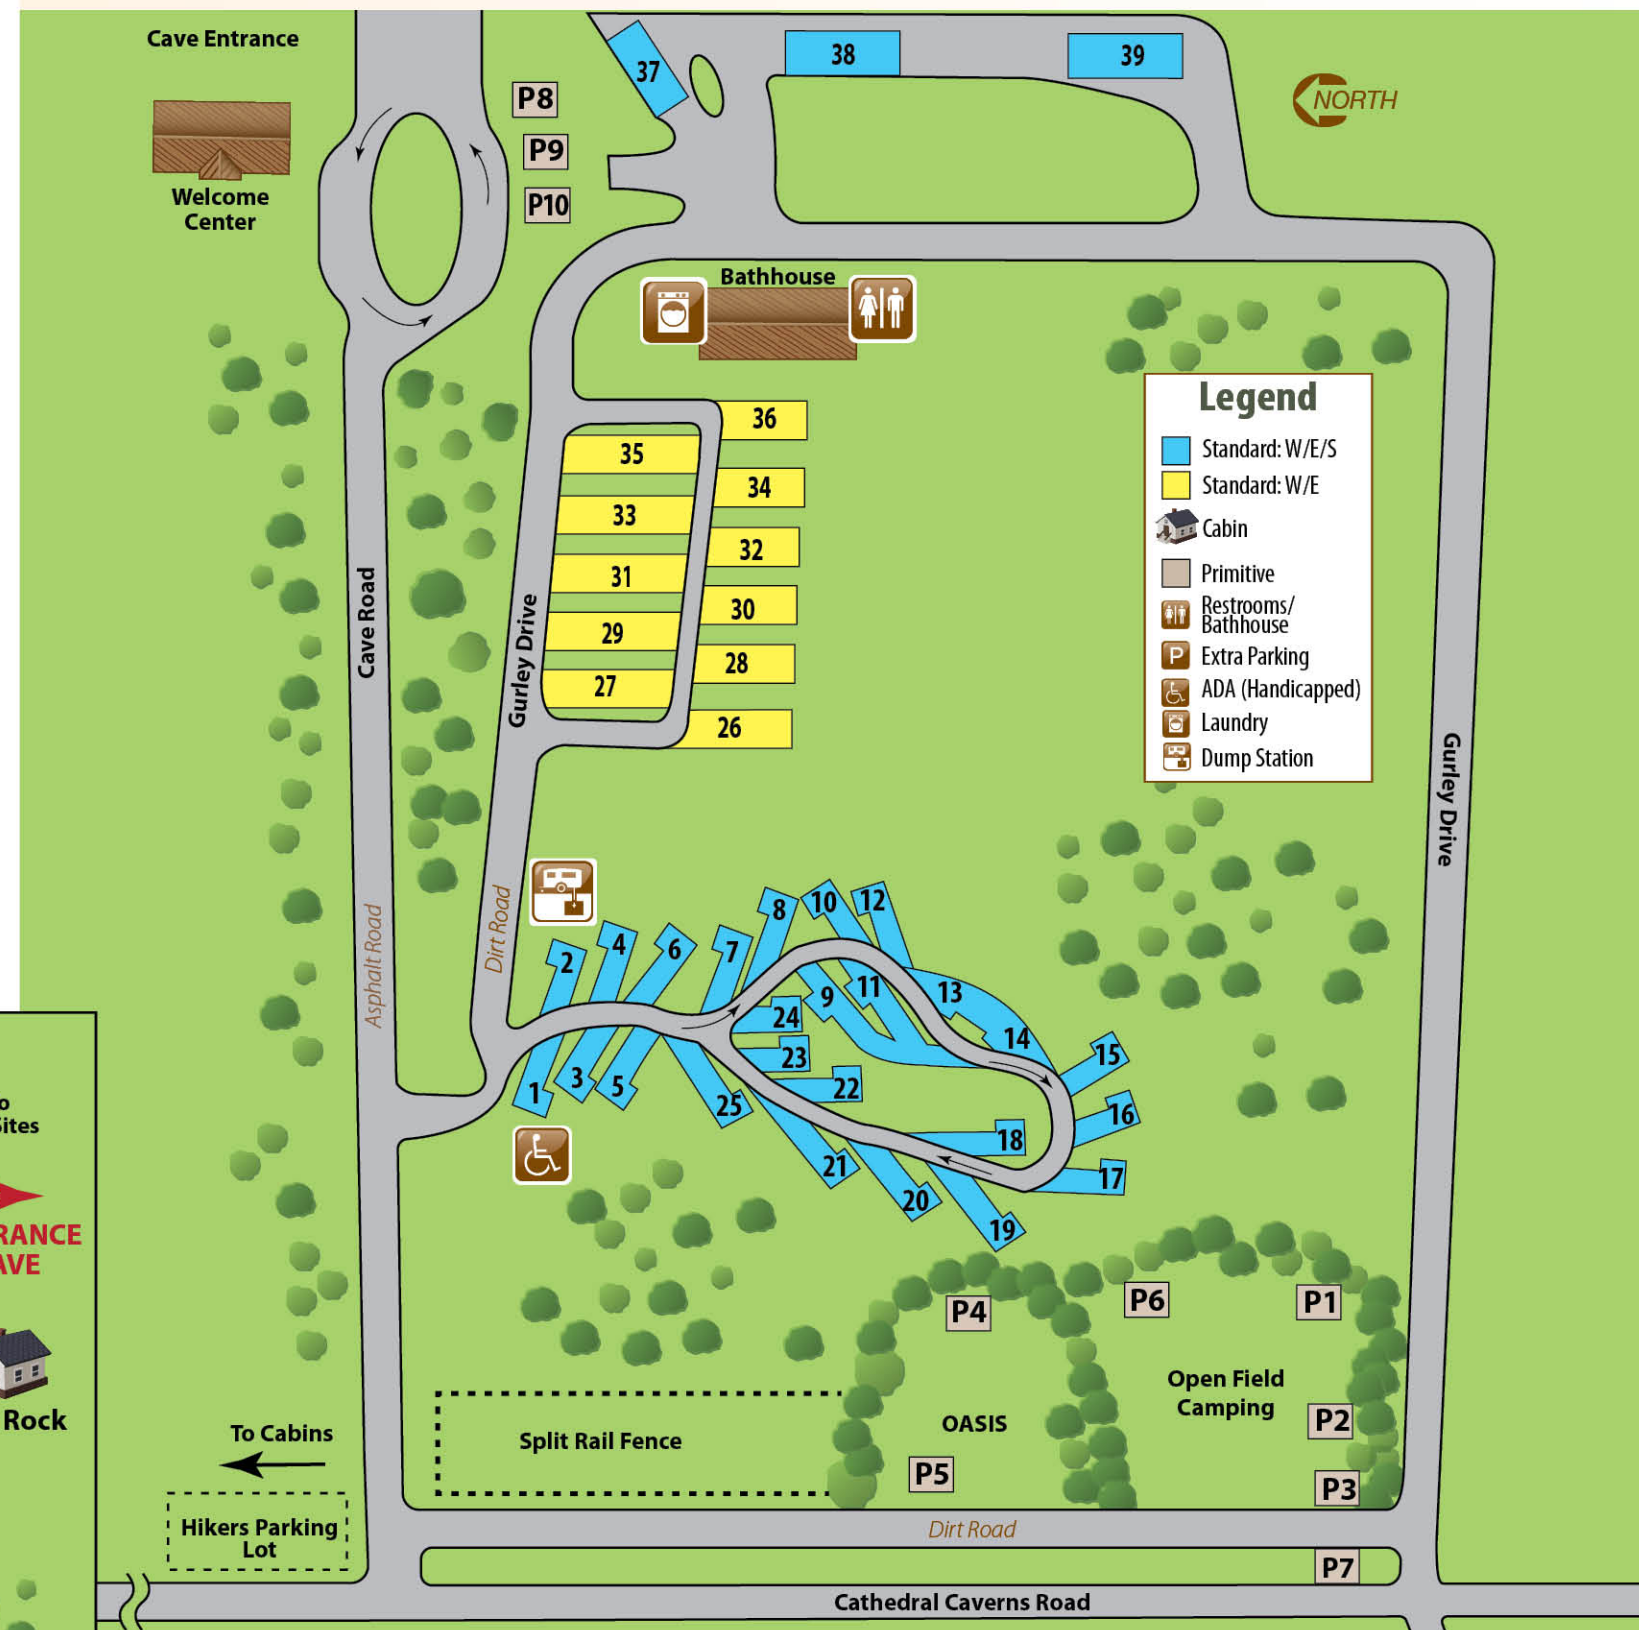 Cave Entrance
Welcome
Center
P8
P9
P10
37
38
39
NORTH
Bathhouse
36
35
34
33
32
31
30
29
28
27
26
Legend
Standard: W/E/S
Standard: W/E
Cabin
Primitive
Restrooms/
Bathhouse
P
Extra Parking
ADA (Handicapped)
Laundry
Dump Station
Cave Road
Gurley Drive
Gurley Drive
Asphalt Road
Dirt Road
2
4
6
7
8
10
12
9
11
13
14
24
23
22
15
16
17
18
1
3
5
25
21
20
19
ites
RANCE
AVE
Rock
P4
P6
P1
Open Field
Camping
P2
OASIS
P5
P3
Split Rail Fence
To Cabins
Hikers Parking
Lot
Dirt Road
P7
Cathedral Caverns Road